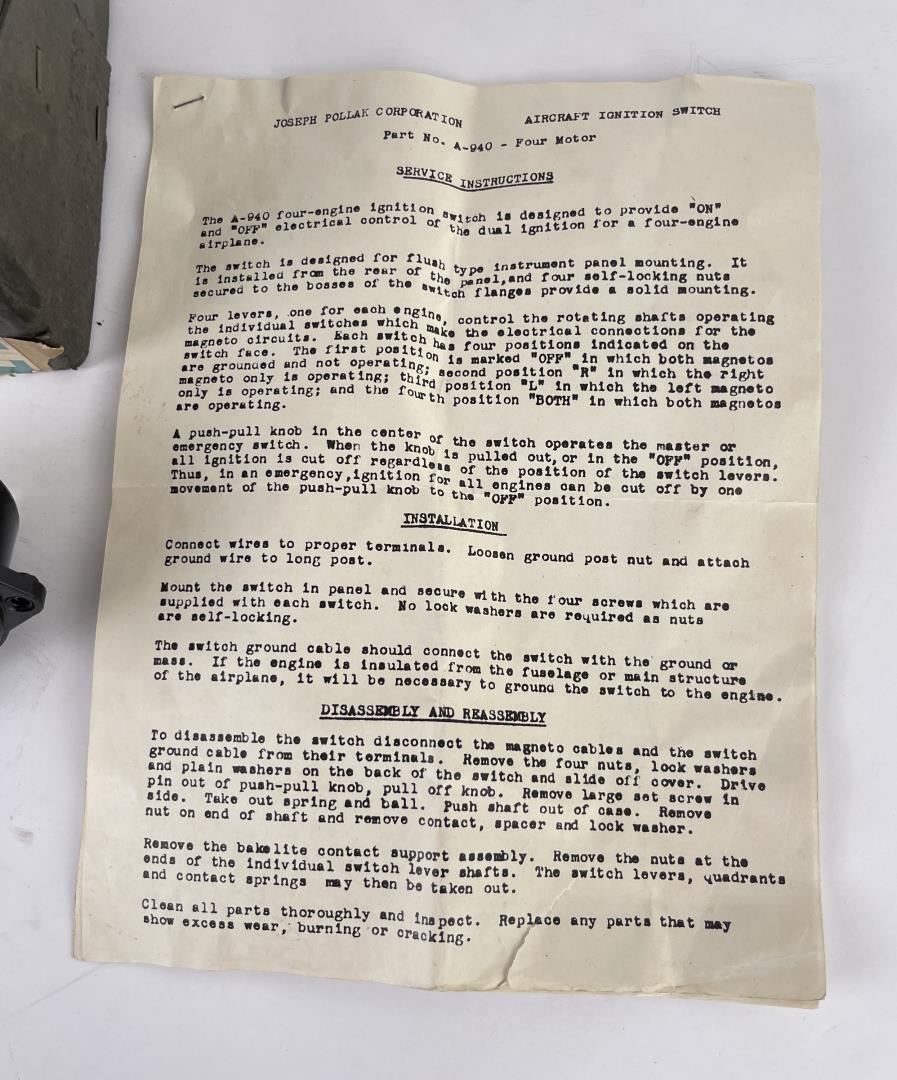 JOSEPH POLLAK CORPORATION AIRCRAFT IGNITION SWITCH
Part No. A-940 - Four Motor
SERVICE INSTRUCTIONS
The A-940 four-engine ignition switch is designed to provide "ON"
and "OFF" electrical control of the dual ignition for a four-engine
airplane.
The switch is designed for flush type instrument panel mounting. It
is installed from the rear of the panel, and four self-locking nuts
secured to the bosses of the switch flanges provide a solid mounting.
Four levers, one for each engine, control the rotating shafts operating
the individual switches which make the electrical connections for the
magneto circuits. Each switch has four positions indicated on the
switch face. The first position is marked "OFF" in which both magnetos
are grounded and not operating; second position "R" in which the right
magneto only is operating; third position "L" in which the left magneto
only is operating; and the fourth position "BOTH" in which both magnetos
are operating.
A push-pull knob in the center of the switch operates the master or
emergency switch. When the knob is pulled out, or in the "OFF" position,
all ignition is cut off regardless of the position of the switch levers.
Thus, in an emergency, ignition for all engines can be cut off by one
movement of the push-pull knob to the "OFF" position.
INSTALLATION
Connect wires to proper terminals. Loosen ground post nut and attach
ground wire to long post.
Mount the switch in panel and secure with the four screws which are
supplied with each switch. No lock washers are required as nuts
are self-locking.
The switch ground cable should connect the switch with the ground or
mass. If the engine is insulated from the fuselage or main structure
of the airplane, it will be necessary to ground the switch to the engine.
DISASSEMBLY AND REASSEMBLY
To disassemble the switch disconnect the magneto cables and the switch
ground cable from their terminals. Remove the four nuts, lock washers
and plain washers on the back of the switch and slide off cover. Drive
pin out of push-pull knob, pull off knob. Remove large set screw in
side. Take out spring and ball. Push shaft out of case. Remove
nut on end of shaft and remove contact, spacer and lock washer.
Remove the bakelite contact support assembly. Remove the nuts at the
ends of the individual switch lever shafts. The switch levers, quadrants
and contact springs may then be taken out.
Clean all parts thoroughly and inspect. Replace any parts that may
show excess wear, burning or cracking.